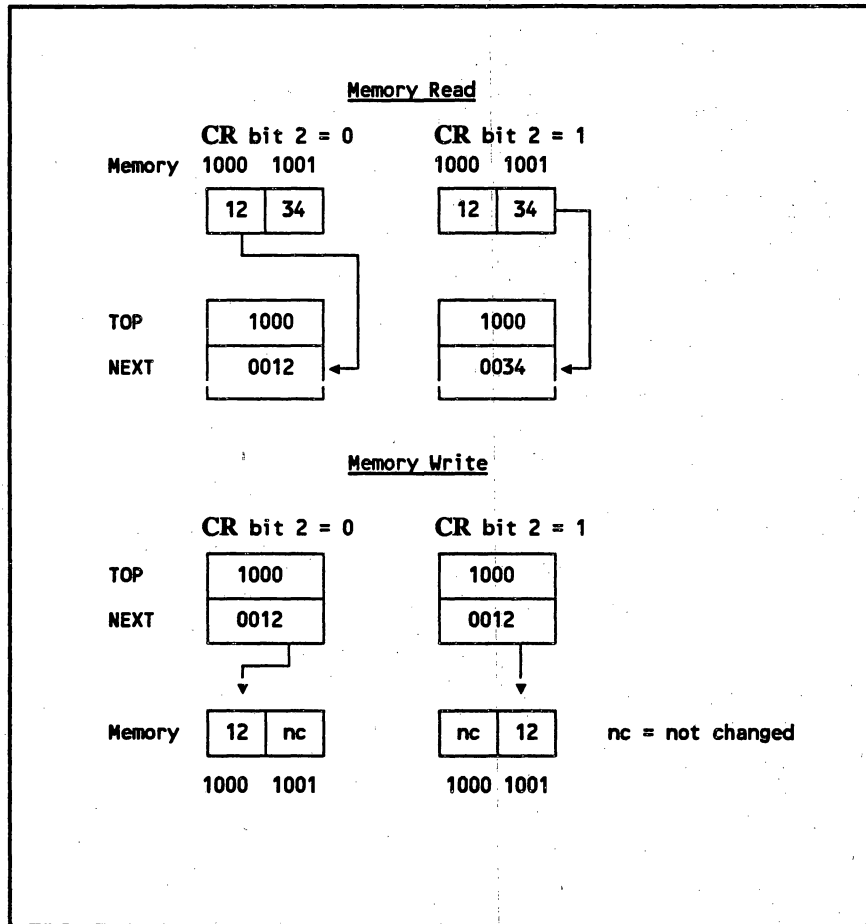 Memory Read
CR bit 2 = 0 CR bit 2 = 1
Memory 1000 1001 1000 1001
12 34 12 34
TOP 1000 1000
NEXT 0012 0034
Memory Write
CR bit 2 = 0 CR bit 2 = 1
TOP 1000 1000
NEXT 0012 0012
Memory 12 nc nc 12 nc = not changed
1000 1001 1000 1001